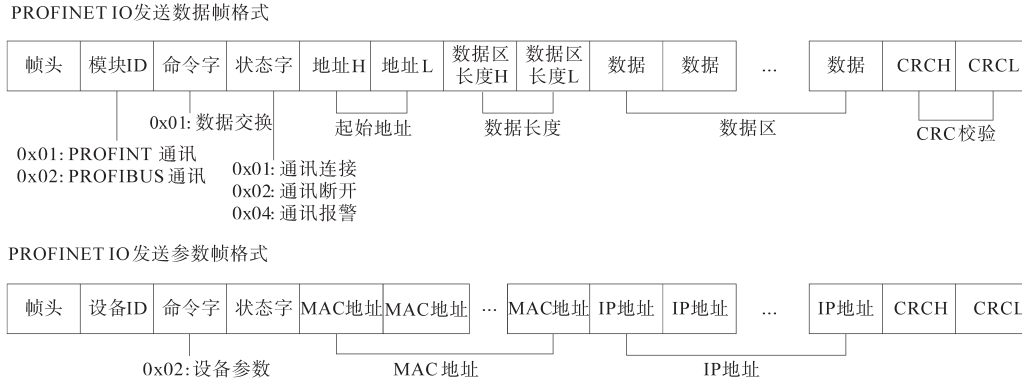 PROFINET IO发送数据帧格式
帧头 模块ID 命令字 状态字 地址H 地址L 数据区长度H 数据区长度L 数据 数据 ... 数据 CRCH CRCL
0x01: 数据交换 起始地址 数据长度 数据区 CRC校验
0x01: PROFINT 通讯
0x02: PROFIBUS 通讯
0x01: 通讯连接
0x02: 通讯断开
0x04: 通讯报警
PROFINET IO发送参数帧格式
帧头 设备ID 命令字 状态字 MAC地址 MAC地址 ... MAC地址 IP地址 IP地址 ... IP地址 CRCH CRCL
0x02:设备参数 MAC地址 IP地址